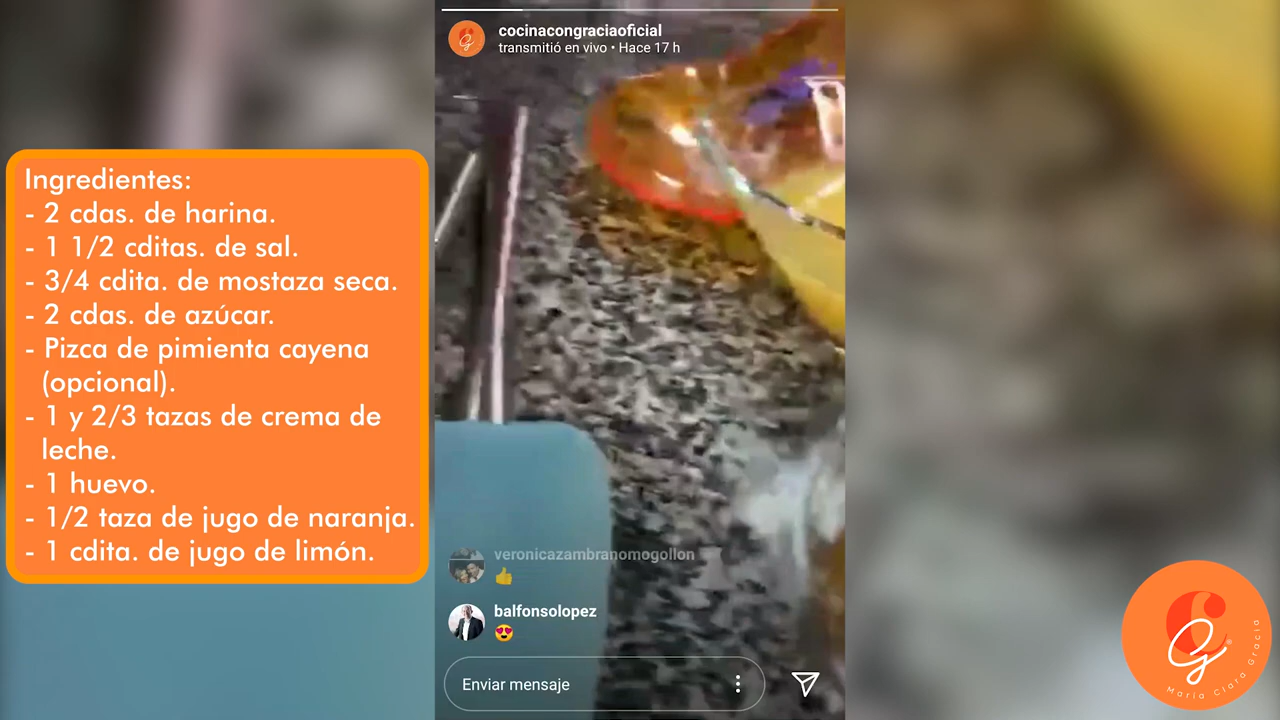 Ingredientes:
- 2 cdas. de harina.
- 1 1/2 cditas. de sal.
- 3/4 cdita. de mostaza seca.
- 2 cdas. de azúcar.
- Pizca de pimienta cayena
(opcional).
- 1 y 2/3 tazas de crema de
leche.
- 1 huevo.
- 1/2 taza de jugo de naranja.
- 1 cdita. de jugo de limón.
cocinacongraciaoficial
transmitió en vivo • Hace 17 h
veronicazambranomogollon
👍
balfonsolopez
😍
Enviar mensaje
María Clara Gracia